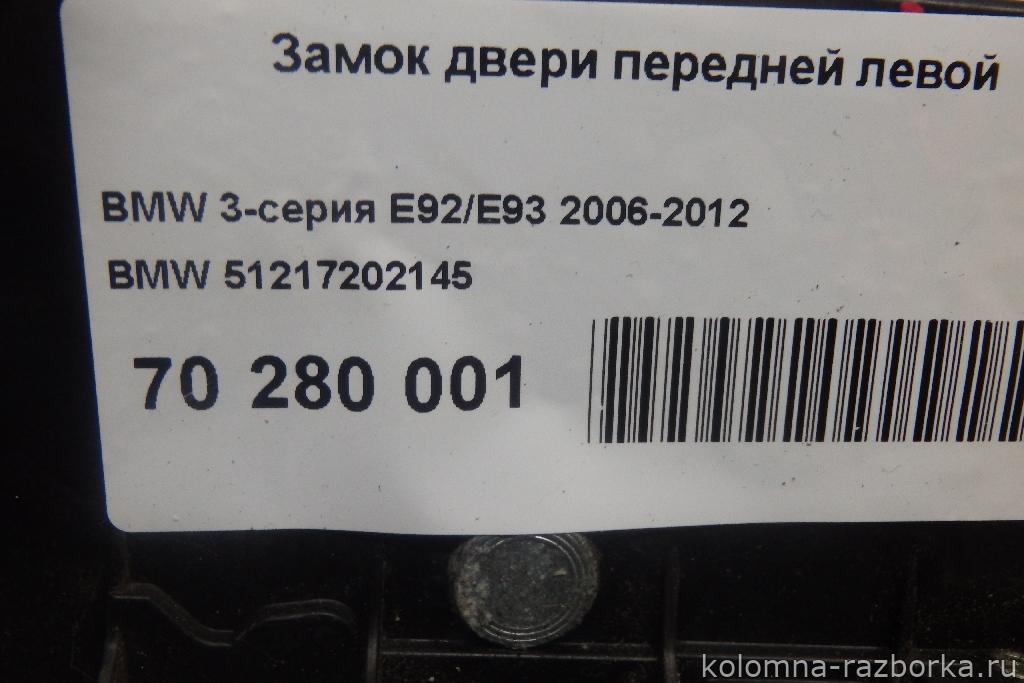 Замок двери передней левой
BMW 3-серия E92/E93 2006-2012
BMW 51217202145
70 280 001
kolomna-razborka.ru